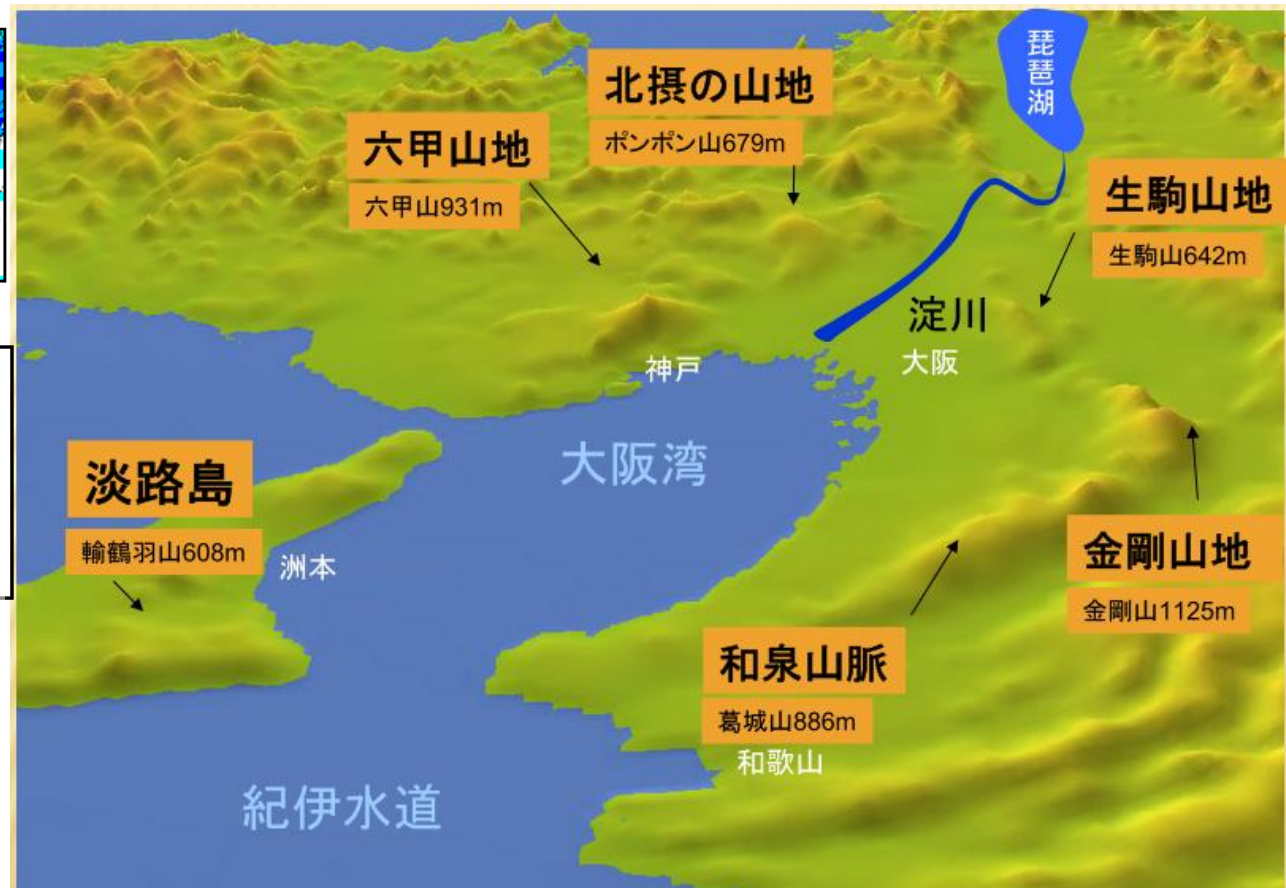 琵琶湖
北摂の山地
ポンポン山679m
六甲山地
六甲山931m
生駒山地
生駒山642m
淀川
大阪
神戸
大阪湾
淡路島
輸鶴羽山608m
洲本
金剛山地
金剛山1125m
和泉山脈
葛城山886m
和歌山
紀伊水道